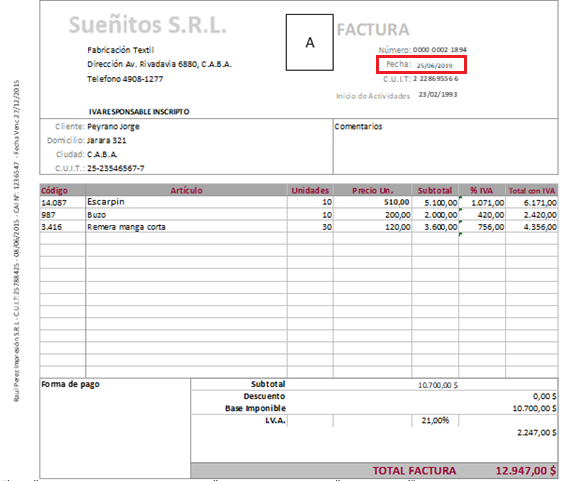 Sueñitos S.R.L.
A
FACTURA
Fabricación Textil
Dirección Av. Rivadavia 6880, C.A.B.A.
Telefono 4908-1277
Número: 0000 0002 1894
Fecha: 25/06/2019
C.U.I.T: 2 22869556 6
Inicio de Actividades 23/02/1993
IVA RESPONSABLE INSCRIPTO
Cliente: Peyrano Jorge
Domicilio: Jarara 321
Ciudad: C.A.B.A.
C.U.I.T.: 25-23546567-7
Comentarios
Código Artículo Unidades Precio Un. Subtotal % IVA Total con IVA
14.087 Escarpin 10 510,00 5.100,00 1.071,00 6.171,00
987 Buzo 10 200,00 2.000,00 420,00 2.420,00
3.416 Remera manga corta 30 120,00 3.600,00 756,00 4.356,00
Forma de pago
Subtotal 10.700,00 $
Descuento 0,00 $
Base Imponible 10.700,00 $
I.V.A. 21,00%
2.247,00 $
TOTAL FACTURA 12.947,00 $
Raul Perez Impresión S.R.L - C.U.I.T:25788425 - 08/06/2015 - CAI Nº: 1236547 - Fecha Venc 27/12/2015